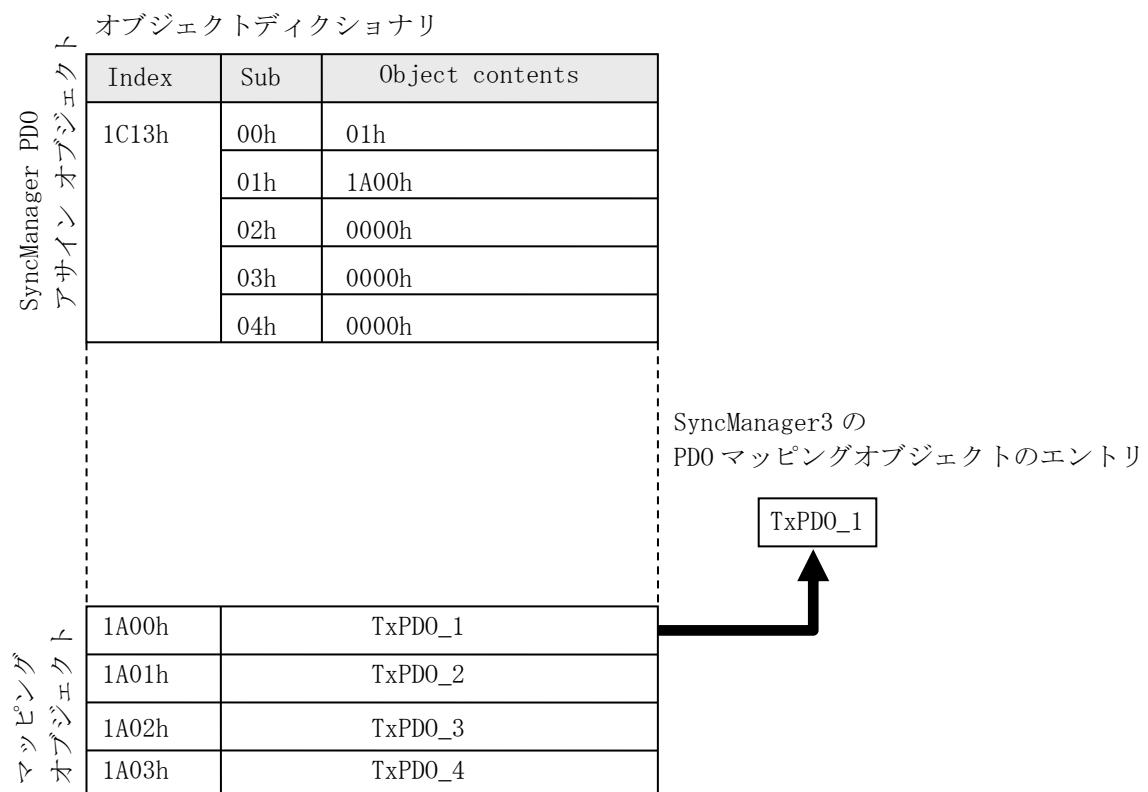 オブジェクトディクショナリ
SyncManager PDO
アサイン オブジェクト
Index Sub Object contents
1C13h 00h 01h
01h 1A00h
02h 0000h
03h 0000h
04h 0000h
SyncManager3 の
PDO マッピングオブジェクトのエントリ
TxPDO_1
マッピング
オブジェクト
1A00h TxPDO_1
1A01h TxPDO_2
1A02h TxPDO_3
1A03h TxPDO_4